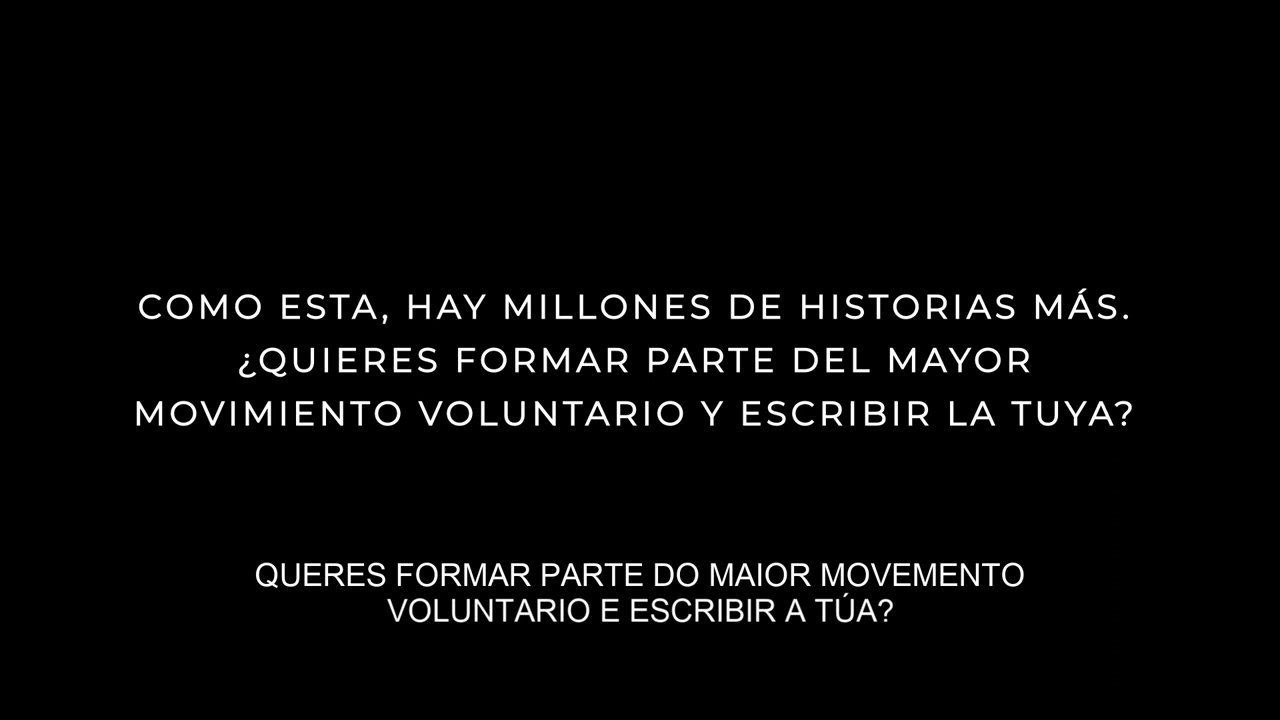 COMO ESTA, HAY MILLONES DE HISTORIAS MÁS.
¿QUIERES FORMAR PARTE DEL MAYOR
MOVIMIENTO VOLUNTARIO Y ESCRIBIR LA TUYA?
QUERES FORMAR PARTE DO MAIOR MOVEMENTO
VOLUNTARIO E ESCRIBIR A TÚA?